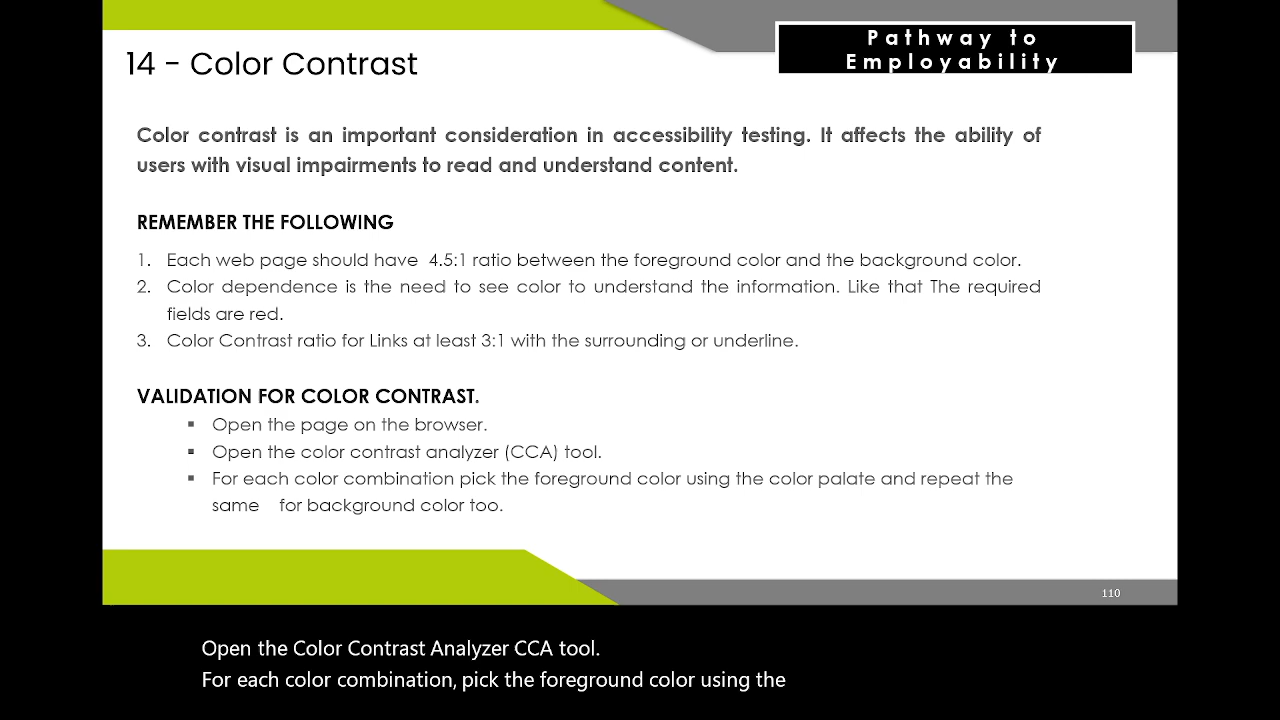 Pathway to
Employability
14 - Color Contrast
Color contrast is an important consideration in accessibility testing. It affects the ability of
users with visual impairments to read and understand content.
REMEMBER THE FOLLOWING
1. Each web page should have 4.5:1 ratio between the foreground color and the background color.
2. Color dependence is the need to see color to understand the information. Like that The required
fields are red.
3. Color Contrast ratio for Links at least 3:1 with the surrounding or underline.
VALIDATION FOR COLOR CONTRAST.
▪ Open the page on the browser.
▪ Open the color contrast analyzer (CCA) tool.
▪ For each color combination pick the foreground color using the color palate and repeat the
same for background color too.
110
Open the Color Contrast Analyzer CCA tool.
For each color combination, pick the foreground color using the